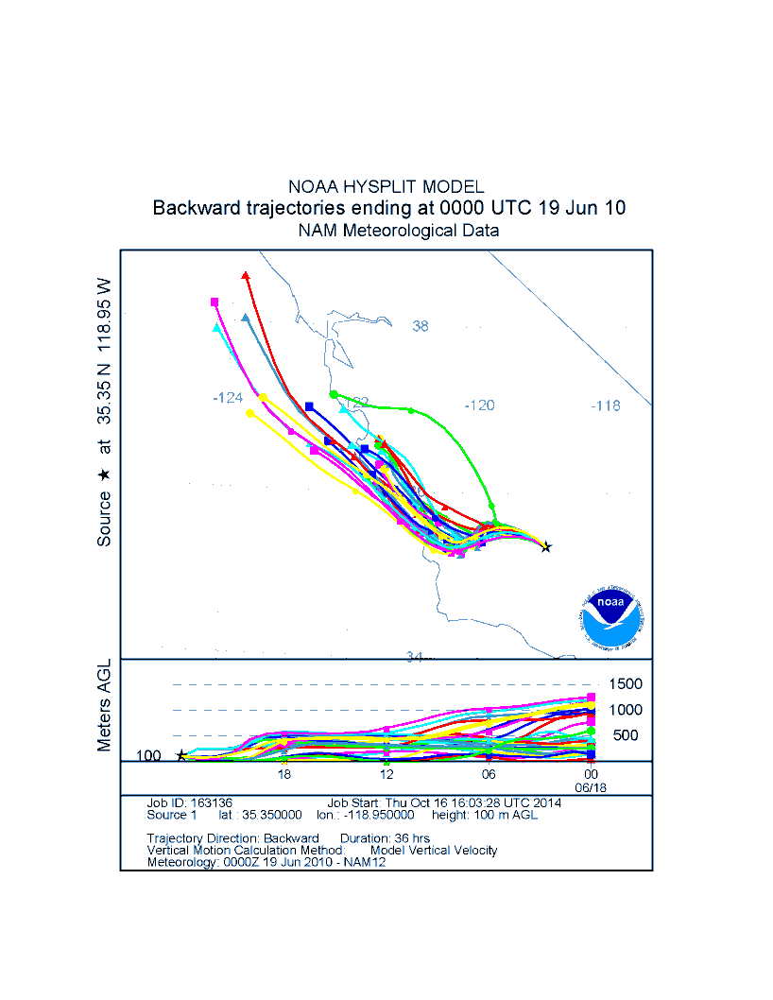 NOAA HYSPLIT MODEL
Backward trajectories ending at 0000 UTC 19 Jun 10
NAM Meteorological Data
Source ★ at 35.35 N 118.95 W
38
-124
-122
-120
-118
34
noaa
Meters AGL
1500
1000
500
100
18
12
06
00
06/18
Job ID: 163136 Job Start: Thu Oct 16 16:03:28 UTC 2014
Source 1 lat.: 35.350000 lon.: -118.950000 height: 100 m AGL
Trajectory Direction: Backward Duration: 36 hrs
Vertical Motion Calculation Method: Model Vertical Velocity
Meteorology: 0000Z 19 Jun 2010 - NAM12